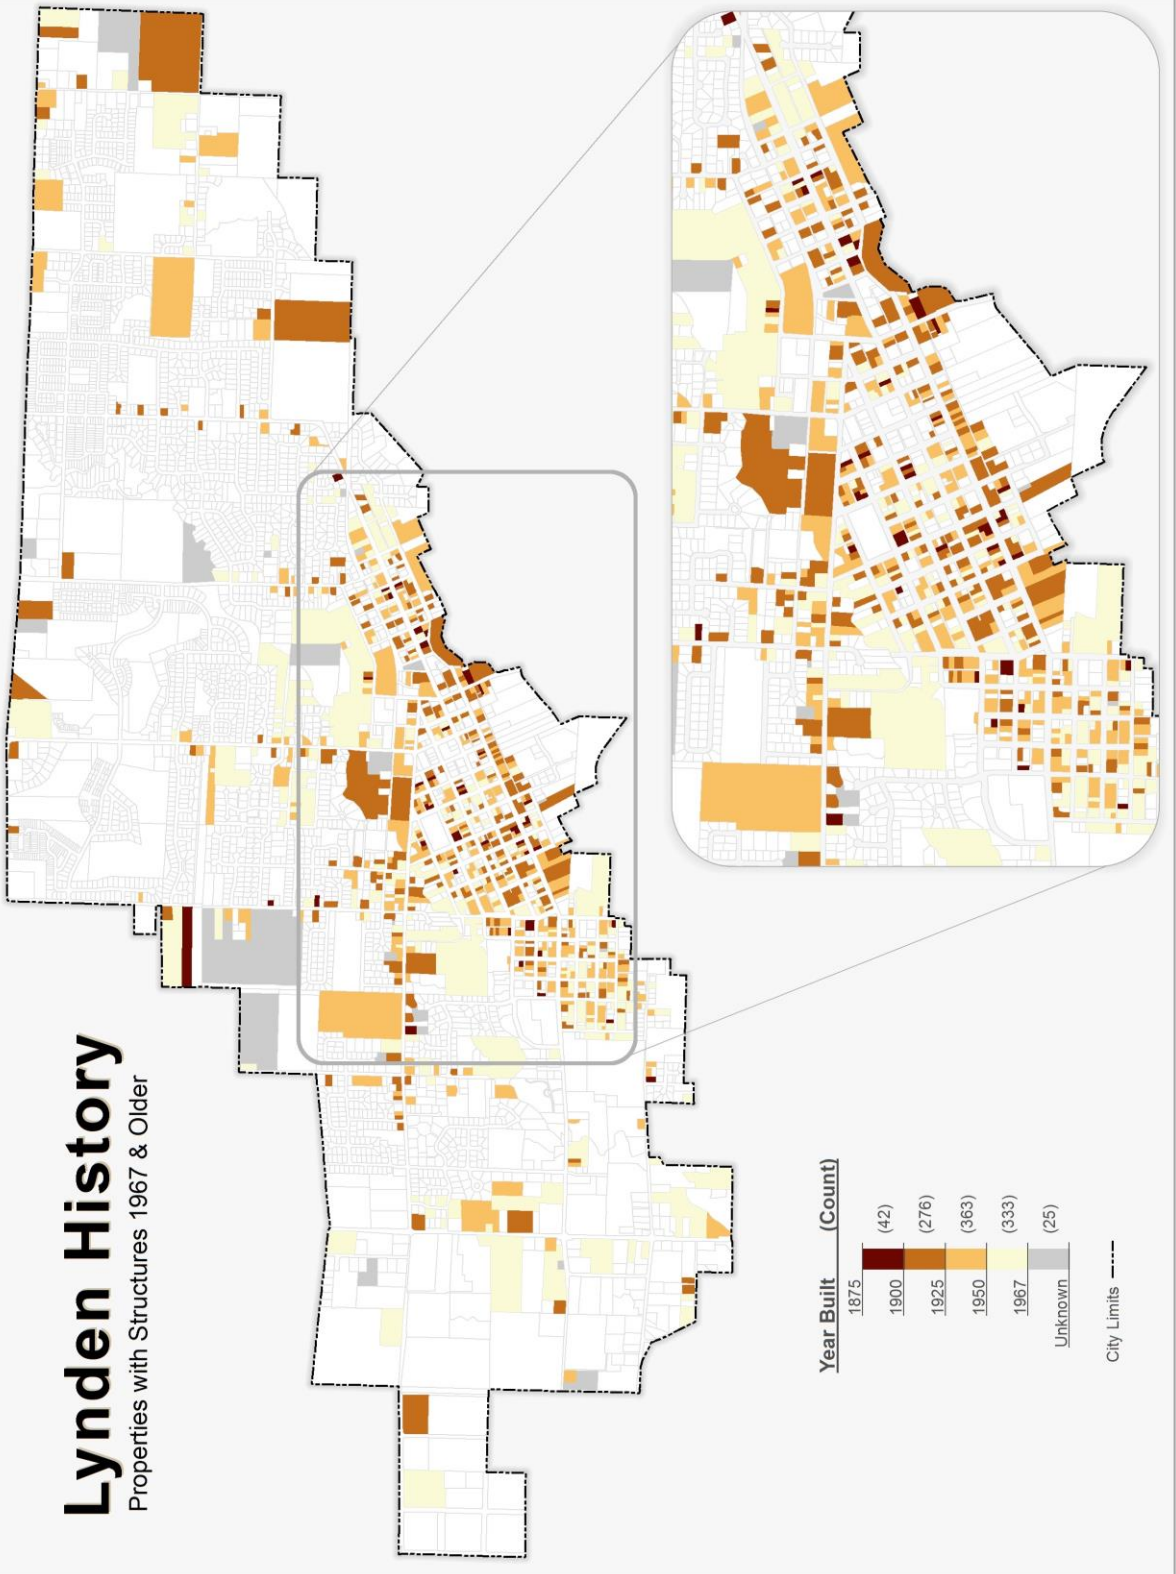 Lynden History
Properties with Structures 1967 & Older
Year Built (Count)
1875
(42)
1900
(276)
1925
(363)
1950
(333)
1967
(25)
Unknown
City Limits